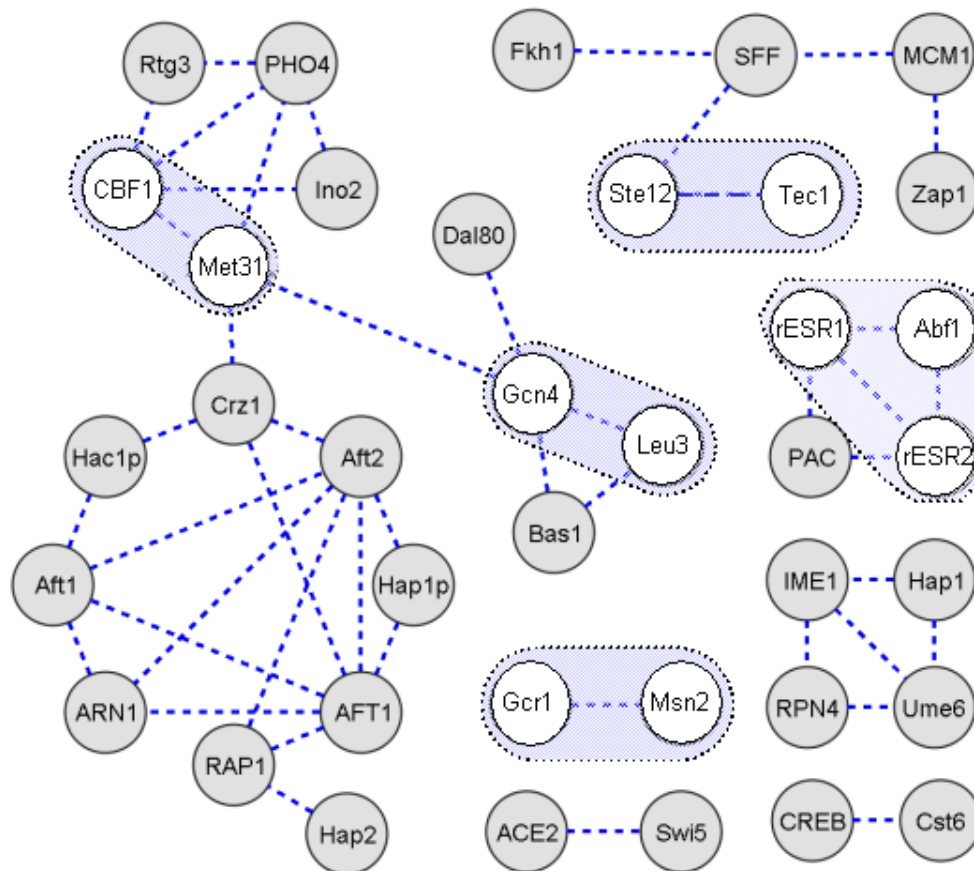 Rtg3
PHO4
Fkh1
SFF
MCM1
CBF1
Ino2
Ste12
Tec1
Zap1
Met31
Dal80
rESR1
Abf1
Crz1
Gcn4
Leu3
Hac1p
Aft2
PAC
rESR2
Bas1
Aft1
Hap1p
IME1
Hap1
ARN1
AFT1
Gcr1
Msn2
RPN4
Ume6
RAP1
Hap2
ACE2
Swi5
CREB
Cst6